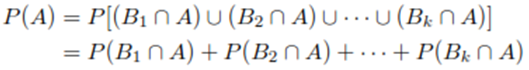 P(A) = P[(B₁ ∩ A) ∪ (B₂ ∩ A) ∪ ⋯ ∪ (Bₖ ∩ A)]
= P(B₁ ∩ A) + P(B₂ ∩ A) + ⋯ + P(Bₖ ∩ A)